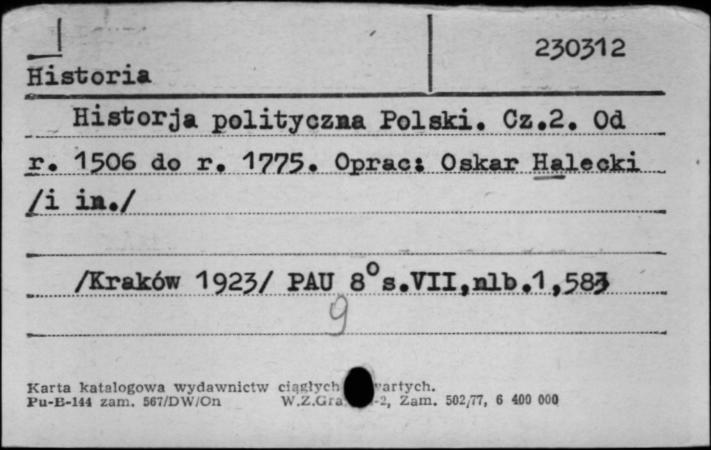 230312
Historia
Historja polityczna Polski. Cz.2. Od
r. 1506 do r. 1775. Oprac: Oskar Halecki
/i in./
/Kraków 1923/ PAU 8° s.VII,nlb.1,583
9
Karta katalogowa wydawnictw ciągłych
Pu-B-144 zam. 567/DW/On W.Z.Gra -2, Zam. 502/77, 6 400 000